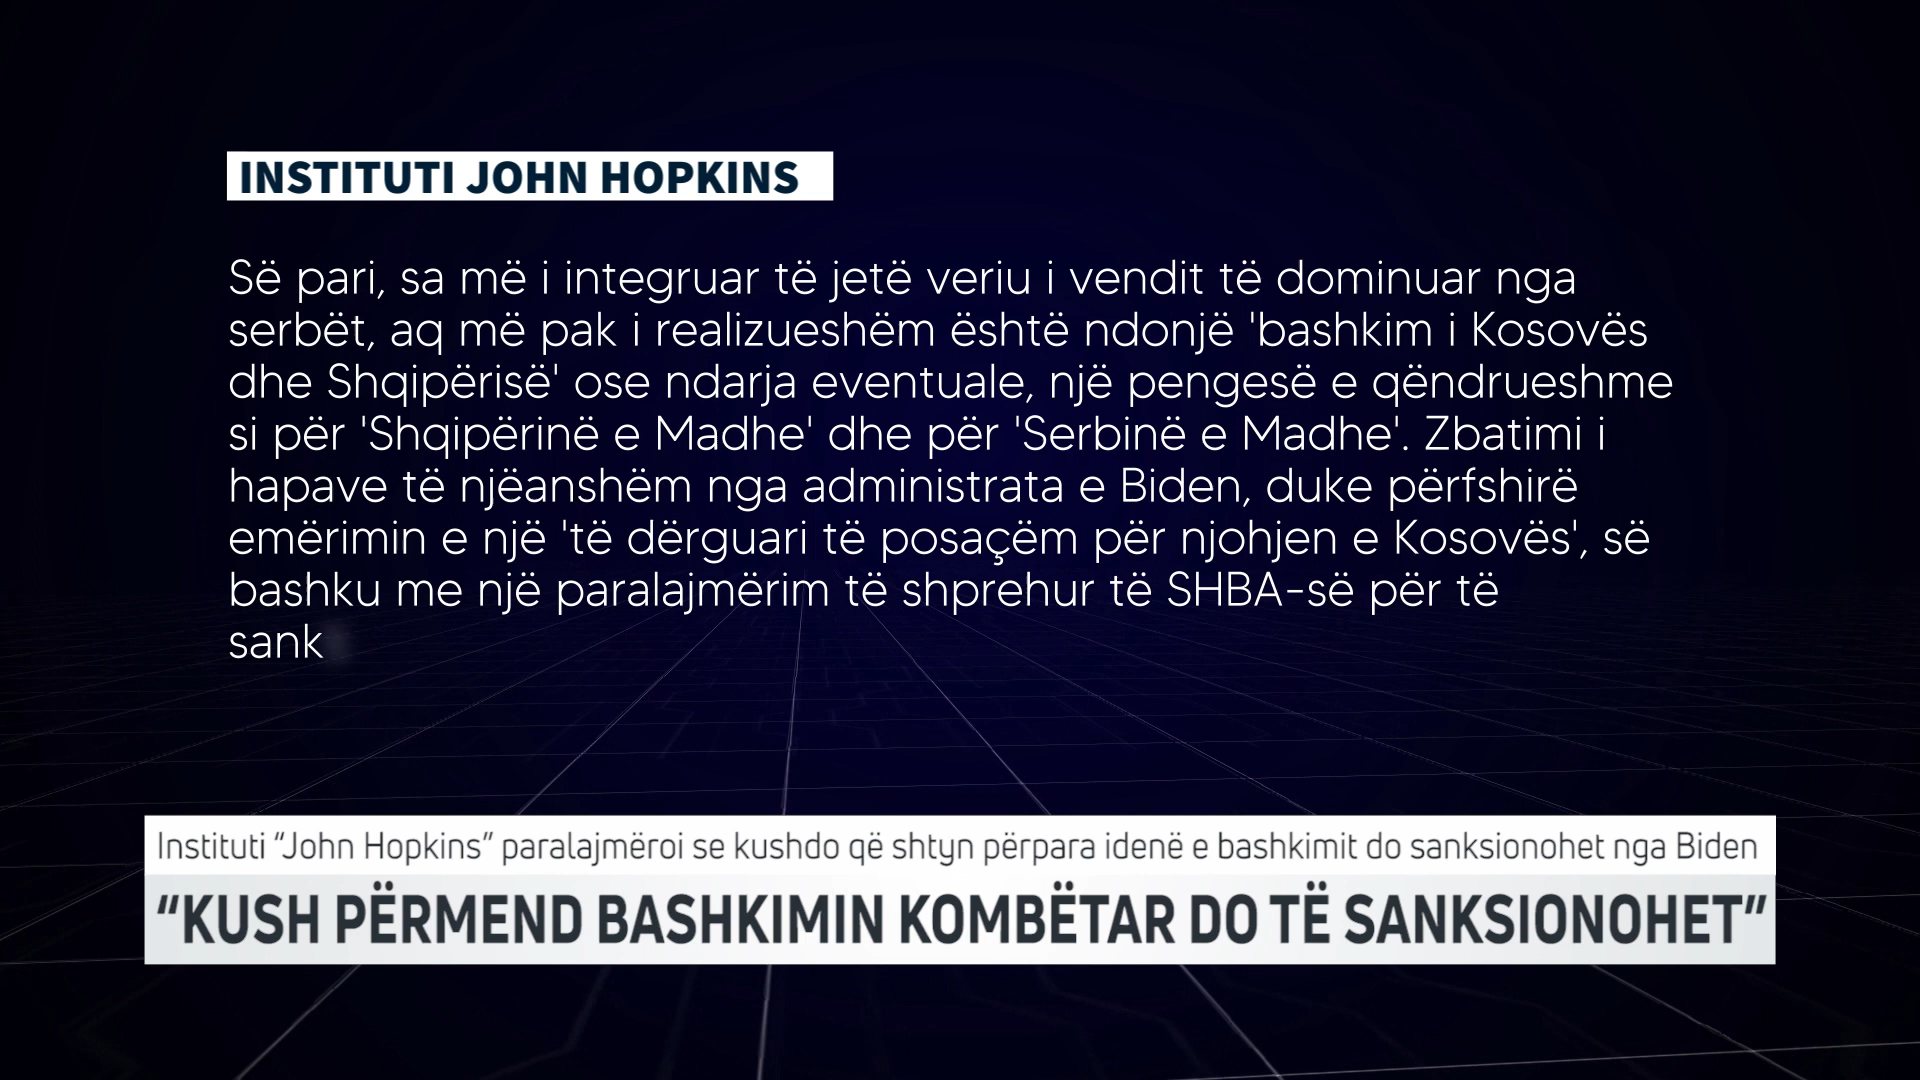 INSTITUTI JOHN HOPKINS
Së pari, sa më i integruar të jetë veriu i vendit të dominuar nga
serbët, aq më pak i realizueshëm është ndonjë 'bashkim i Kosovës
dhe Shqipërisë' ose ndarja eventuale, një pengesë e qëndrueshme
si për 'Shqipërinë e Madhe' dhe për 'Serbinë e Madhe'. Zbatimi i
hapave të njëanshëm nga administrata e Biden, duke përfshirë
emërimin e një 'të dërguari të posaçëm për njohjen e Kosovës', së
bashku me një paralajmërim të shprehur të SHBA-së për të
sank
Instituti “John Hopkins” paralajmëroi se kushdo që shtyn përpara idenë e bashkimit do sanksionohet nga Biden
“KUSH PËRMEND BASHKIMIN KOMBËTAR DO TË SANKSIONOHET”